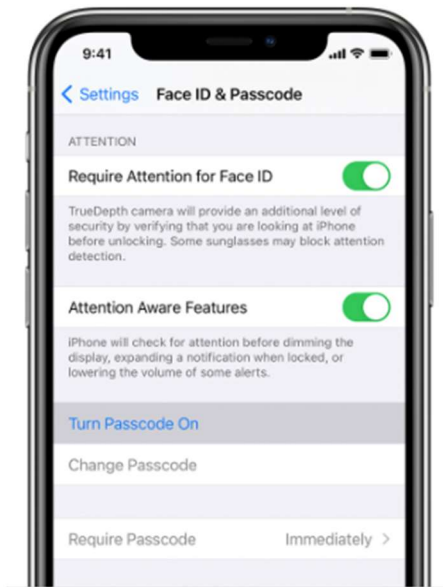 9:41
Settings Face ID & Passcode
ATTENTION
Require Attention for Face ID
TrueDepth camera will provide an additional level of
security by verifying that you are looking at iPhone
before unlocking. Some sunglasses may block attention
detection.
Attention Aware Features
iPhone will check for attention before dimming the
display, expanding a notification when locked, or
lowering the volume of some alerts.
Turn Passcode On
Change Passcode
Require Passcode Immediately